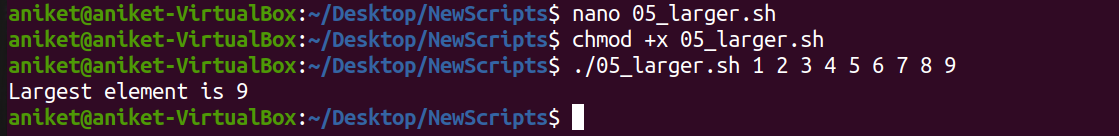 aniket@aniket-VirtualBox:~/Desktop/NewScripts$ nano 05_larger.sh
aniket@aniket-VirtualBox:~/Desktop/NewScripts$ chmod +x 05_larger.sh
aniket@aniket-VirtualBox:~/Desktop/NewScripts$ ./05_larger.sh 1 2 3 4 5 6 7 8 9
Largest element is 9
aniket@aniket-VirtualBox:~/Desktop/NewScripts$